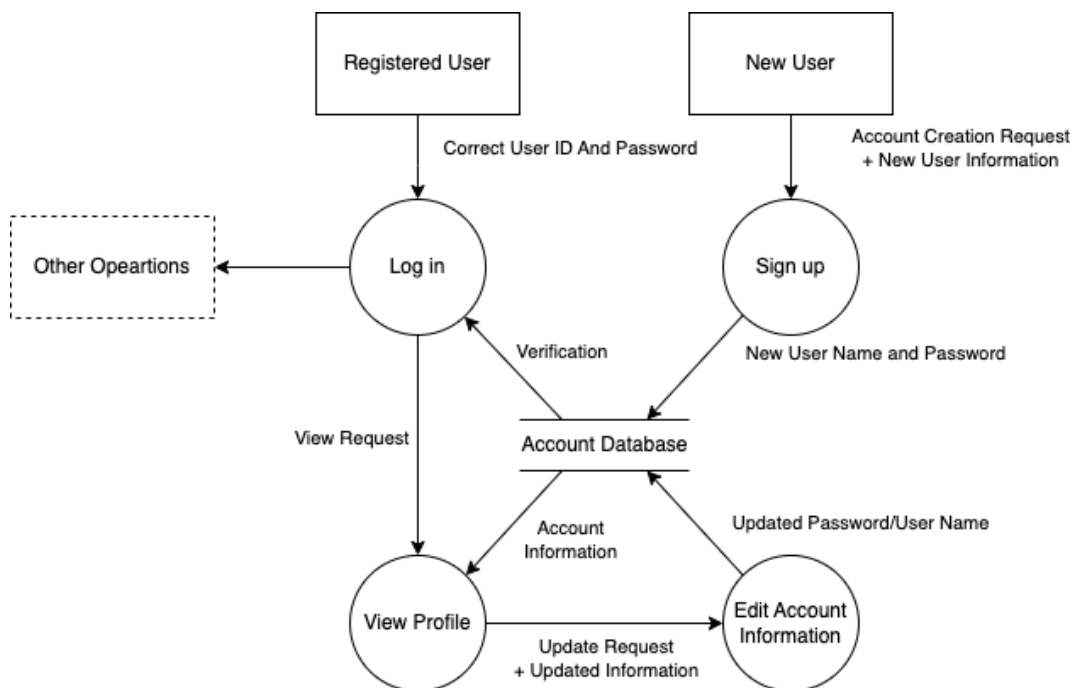 Registered User
New User
Correct User ID And Password
Account Creation Request
+ New User Information
Other Opeartions
Log in
Sign up
Verification
New User Name and Password
View Request
Account Database
Account
Information
Updated Password/User Name
View Profile
Edit Account
Information
Update Request
+ Updated Information